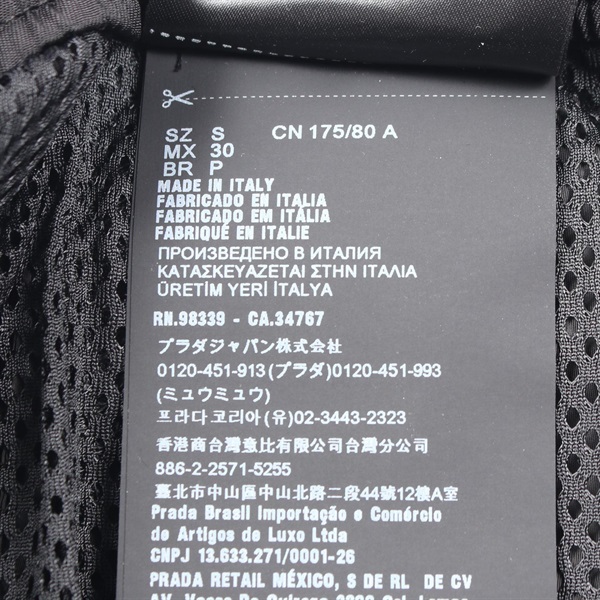 SZ S CN 175/80 A
MX 30
BR P
MADE IN ITALY
FABRICADO EN ITALIA
FABRICADO EM ITÁLIA
FABRIQUÉ EN ITALIE
ПРОИЗВЕДЕНО В ИТАЛИЯ
ΚΑΤΑΣΚΕΥΑΖΕΤΑΙ ΣΤΗΝ ΙΤΑΛΙΑ
ÜRETİM YERİ İTALYA
RN.98339 - CA.34767
プラダジャパン株式会社
0120-451-913(プラダ)0120-451-993
(ミュウミュウ)
프라다코리아(유)02-3443-2323
香港商台灣意比有限公司台灣分公司
886-2-2571-5255
臺北市中山區中山北路二段44號12樓A室
Prada Brasil Importação e Comércio
de Artigos de Luxo Ltda
CNPJ 13.633.271/0001-26
PRADA RETAIL MÉXICO, S DE RL DE CV